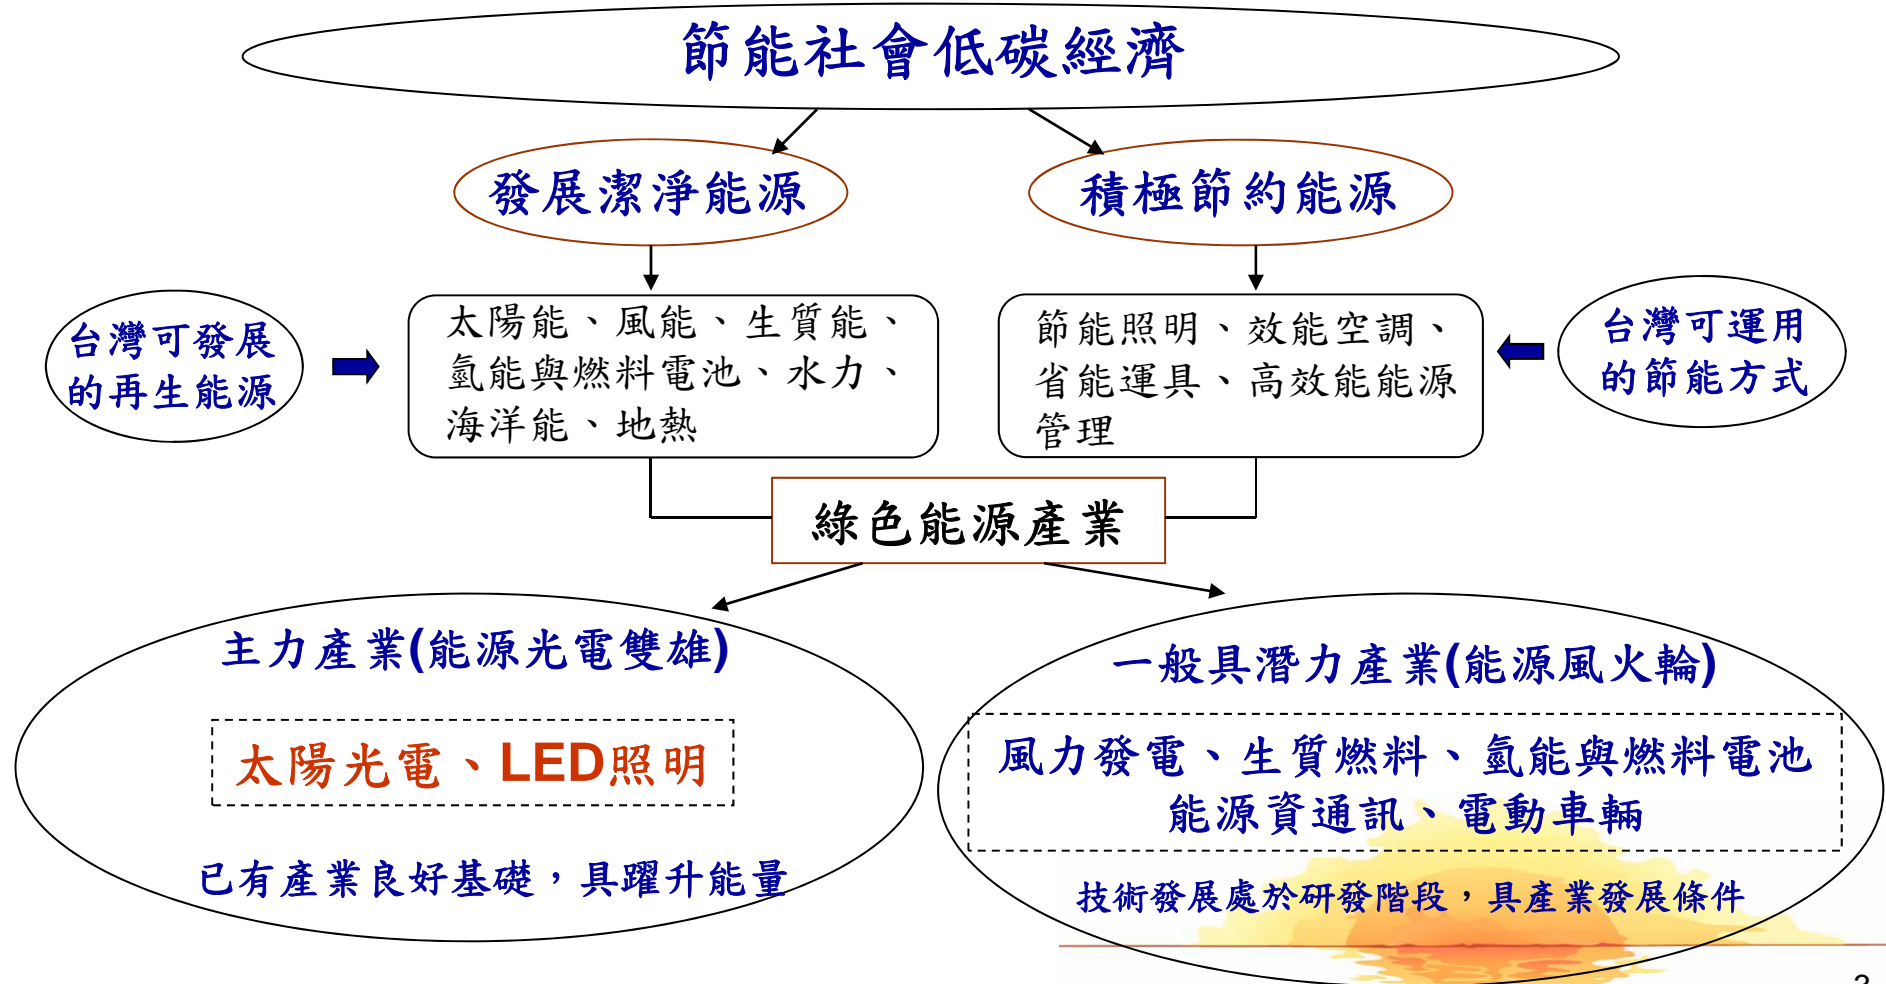 節能社會低碳經濟
發展潔淨能源
積極節約能源
台灣可發展
的再生能源
太陽能、風能、生質能、
氫能與燃料電池、水力、
海洋能、地熱
節能照明、效能空調、
省能運具、高效能能源
管理
台灣可運用
的節能方式
綠色能源產業
主力產業(能源光電雙雄)
太陽光電、LED照明
已有產業良好基礎，具躍升能量
一般具潛力產業(能源風火輪)
風力發電、生質燃料、氫能與燃料電池
能源資通訊、電動車輛
技術發展處於研發階段，具產業發展條件